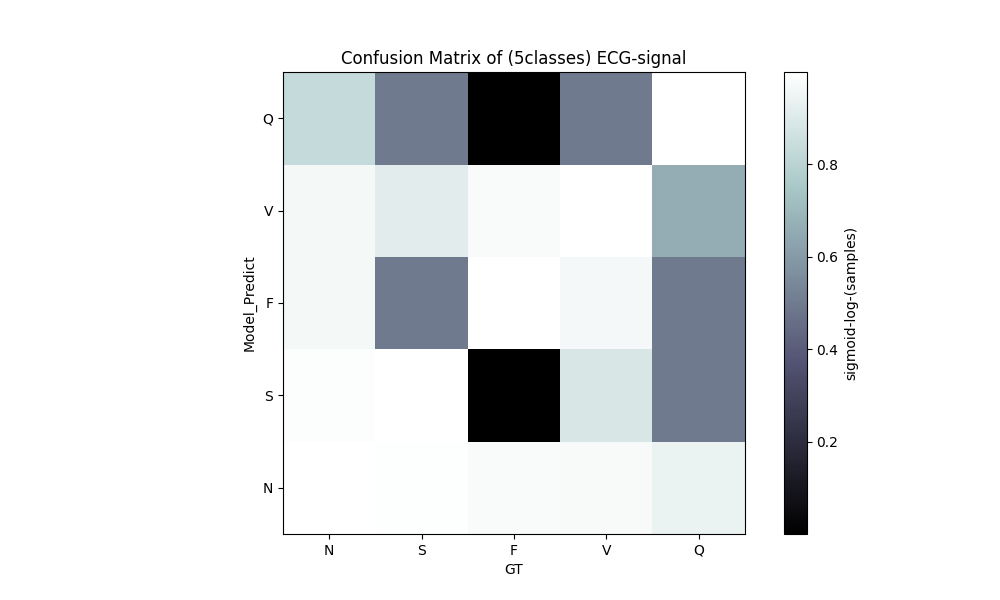 Confusion Matrix of (5classes) ECG-signal
Q
V
F
S
N
Model_Predict
N S F V Q
GT
0.8
0.6
0.4
0.2
sigmoid-log-(samples)